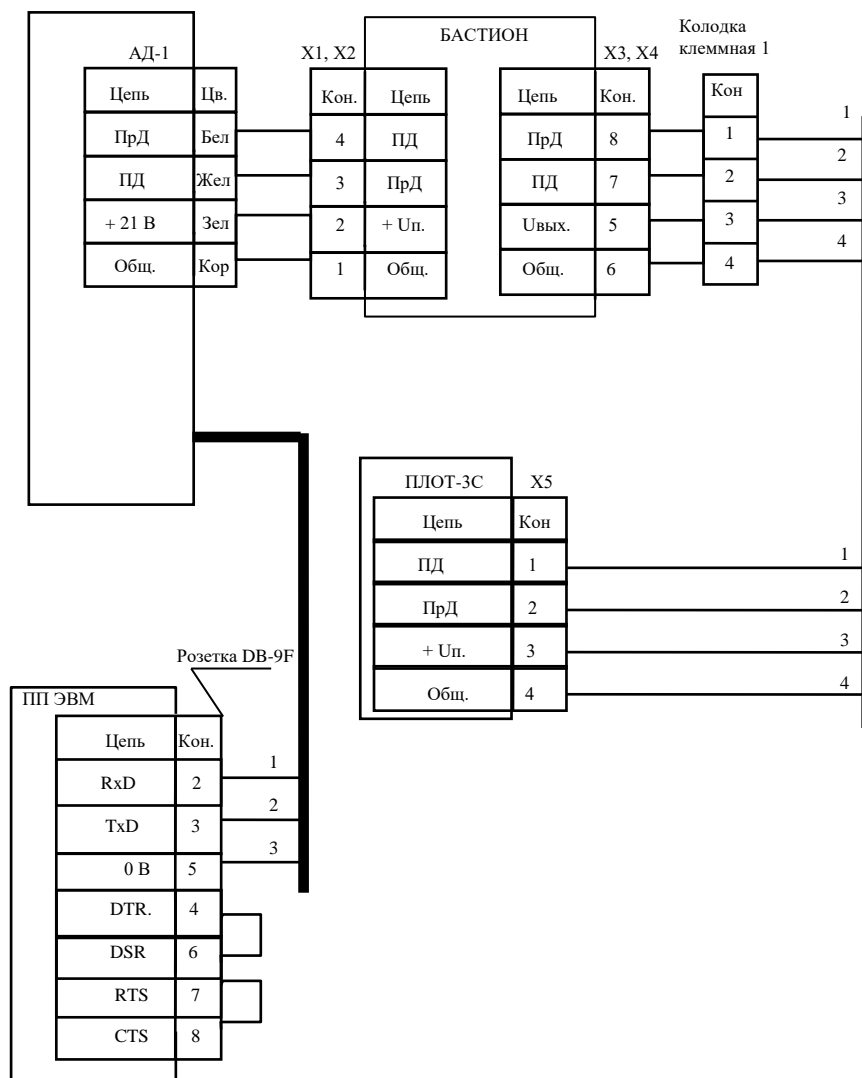 БАСТИОН
Колодка
клеммная 1
АД-1
X1, X2
X3, X4
Цепь Цв.
ПрД Бел
ПД Жел
+ 21 В Зел
Общ. Кор
Кон. Цепь
4 ПД
3 ПрД
2 + Uп.
1 Общ.
Цепь Кон.
ПрД 8
ПД 7
Uвых. 5
Общ. 6
Кон
1
2
3
4
1
2
3
4
ПЛОТ-3С X5
Цепь Кон
ПД 1
ПрД 2
+ Uп. 3
Общ. 4
1
2
3
4
Розетка DB-9F
ПП ЭВМ
Цепь Кон.
RxD 2
TxD 3
0 В 5
DTR. 4
DSR 6
RTS 7
CTS 8
1
2
3